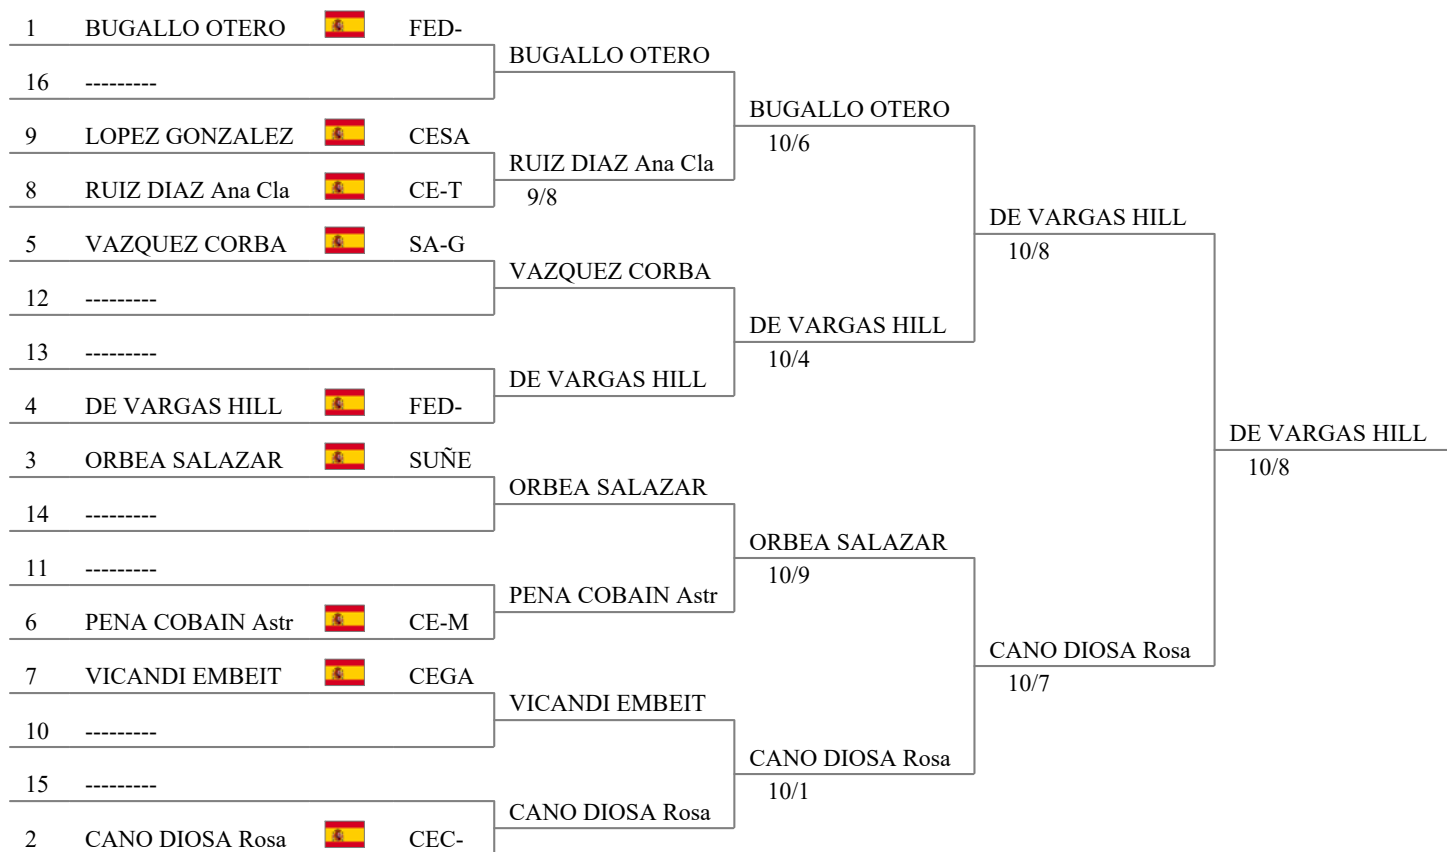 1 BUGALLO OTERO FED-
16 ---------
9 LOPEZ GONZALEZ CESA
8 RUIZ DIAZ Ana Cla CE-T
5 VAZQUEZ CORBA SA-G
12 ---------
13 ---------
4 DE VARGAS HILL FED-
3 ORBEA SALAZAR SUÑE
14 ---------
11 ---------
6 PENA COBAIN Astr CE-M
7 VICANDI EMBEIT CEGA
10 ---------
15 ---------
2 CANO DIOSA Rosa CEC-
BUGALLO OTERO
RUIZ DIAZ Ana Cla
9/8
VAZQUEZ CORBA
DE VARGAS HILL
ORBEA SALAZAR
PENA COBAIN Astr
VICANDI EMBEIT
CANO DIOSA Rosa
BUGALLO OTERO
10/6
DE VARGAS HILL
10/4
ORBEA SALAZAR
10/9
CANO DIOSA Rosa
10/1
DE VARGAS HILL
10/8
CANO DIOSA Rosa
10/7
DE VARGAS HILL
10/8